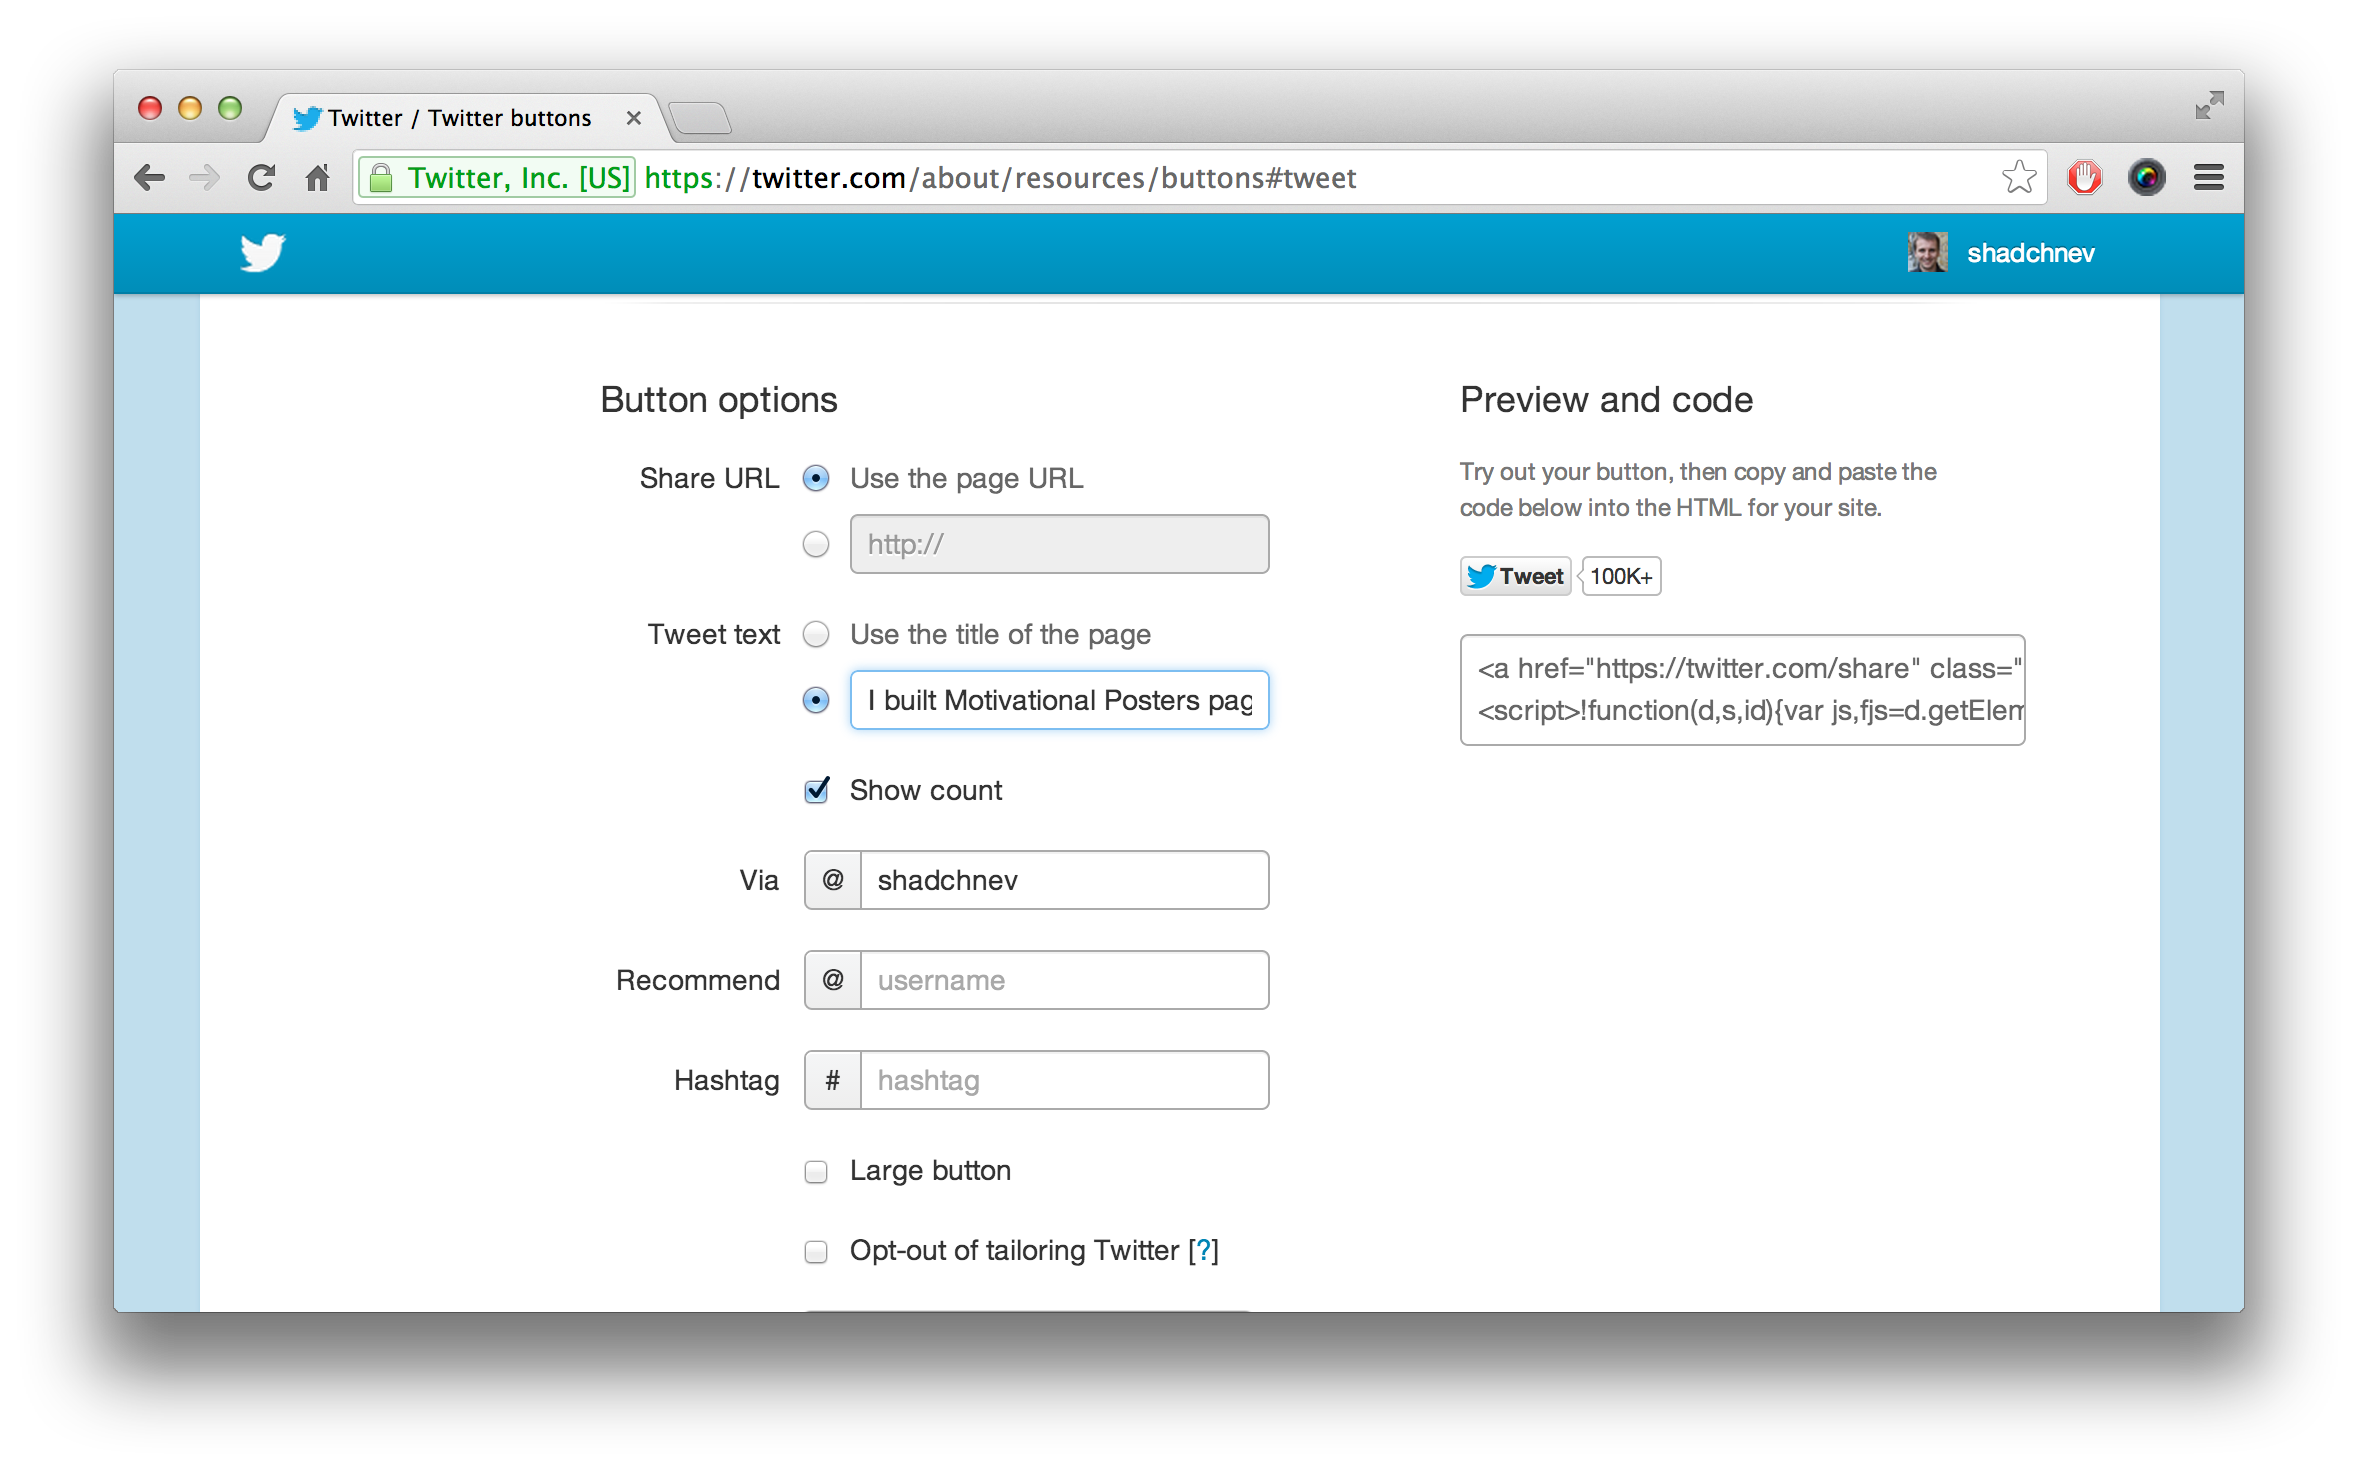 Twitter / Twitter buttons
Twitter, Inc. [US] https://twitter.com/about/resources/buttons#tweet
shadchnev
Button options
Share URL Use the page URL
http://
Tweet text Use the title of the page
I built Motivational Posters pag
Show count
Via @ shadchnev
Recommend @ username
Hashtag # hashtag
Large button
Opt-out of tailoring Twitter [?]
Preview and code
Try out your button, then copy and paste the
code below into the HTML for your site.
Tweet 100K+
<a href="https://twitter.com/share" class="
<script>!function(d,s,id){var js,fjs=d.getElem